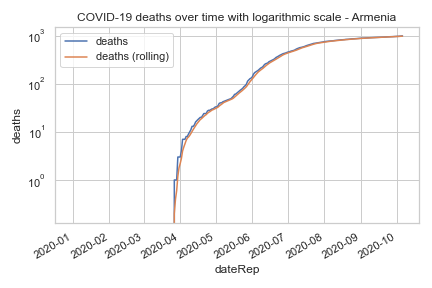 COVID-19 deaths over time with logarithmic scale - Armenia
deaths
deaths (rolling)
10³
10²
10¹
10⁰
deaths
2020-01
2020-02
2020-03
2020-04
2020-05
2020-06
2020-07
2020-08
2020-09
2020-10
dateRep